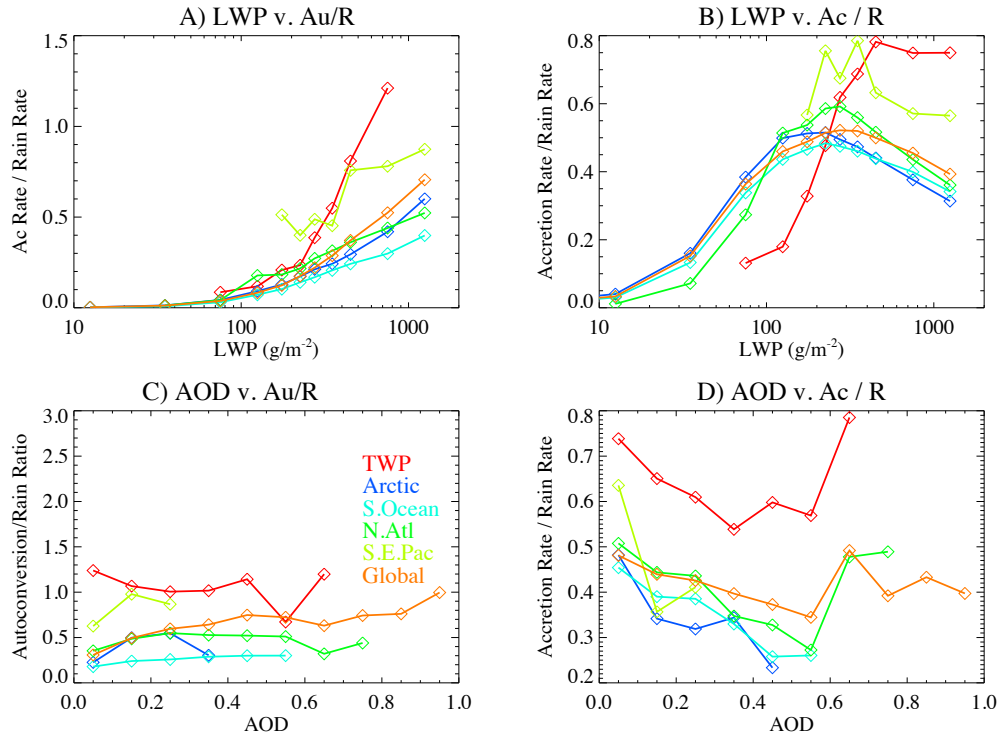 A) LWP v. Au/R
B) LWP v. Ac / R
1.5
1.0
0.5
0.0
Ac Rate / Rain Rate
10
100
1000
LWP (g/m-2)
0.8
0.6
0.4
0.2
0.0
Accretion Rate /Rain Rate
10
100
1000
LWP (g/m-2)
C) AOD v. Au/R
D) AOD v. Ac / R
3.0
2.5
2.0
1.5
1.0
0.5
0.0
Autoconversion/Rain Ratio
TWP
Arctic
S.Ocean
N.Atl
S.E.Pac
Global
0.0
0.2
0.4
0.6
0.8
1.0
AOD
0.8
0.7
0.6
0.5
0.4
0.3
0.2
Accretion Rate / Rain Rate
0.0
0.2
0.4
0.6
0.8
1.0
AOD